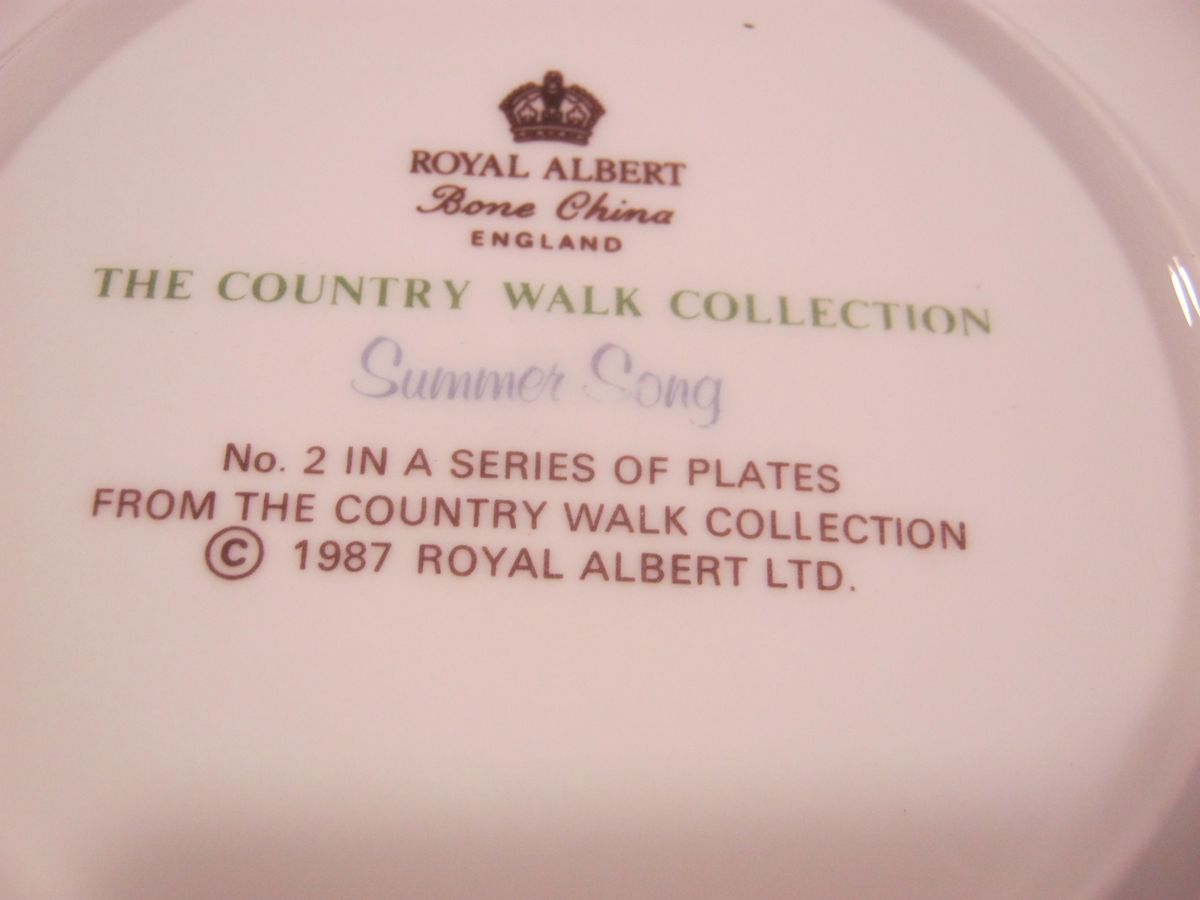 ROYAL ALBERT
Bone China
ENGLAND
THE COUNTRY WALK COLLECTION
Summer Song
No. 2 IN A SERIES OF PLATES
FROM THE COUNTRY WALK COLLECTION
© 1987 ROYAL ALBERT LTD.